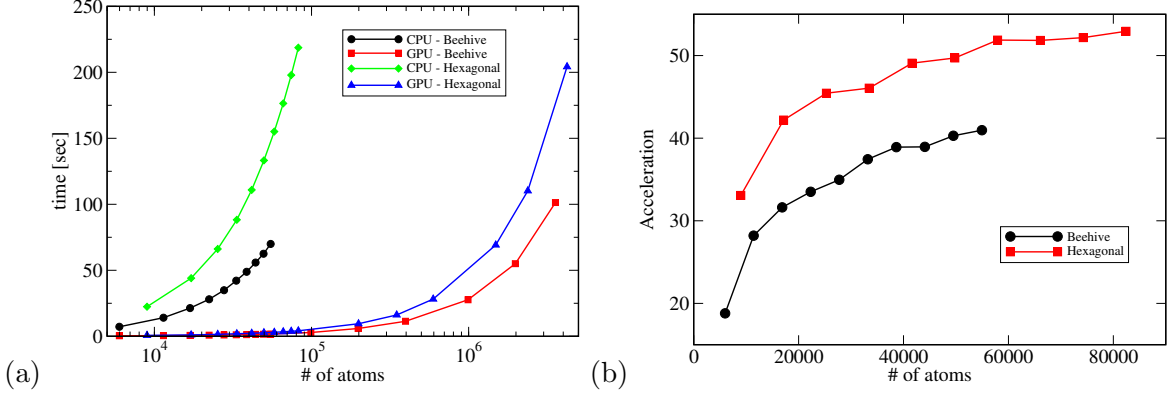 250
200
150
100
50
0
time [sec]
10^4
10^5
10^6
# of atoms
CPU - Beehive
GPU - Beehive
CPU - Hexagonal
GPU - Hexagonal
(a)
50
40
30
20
Acceleration
0
20000
40000
60000
80000
# of atoms
Beehive
Hexagonal
(b)